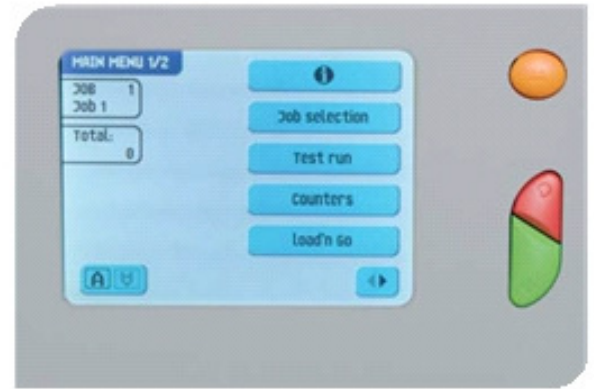 MAIN MENU 1/2
JOB 1
Job 1
Total:
0
Job selection
Test run
Counters
load'n Go
A